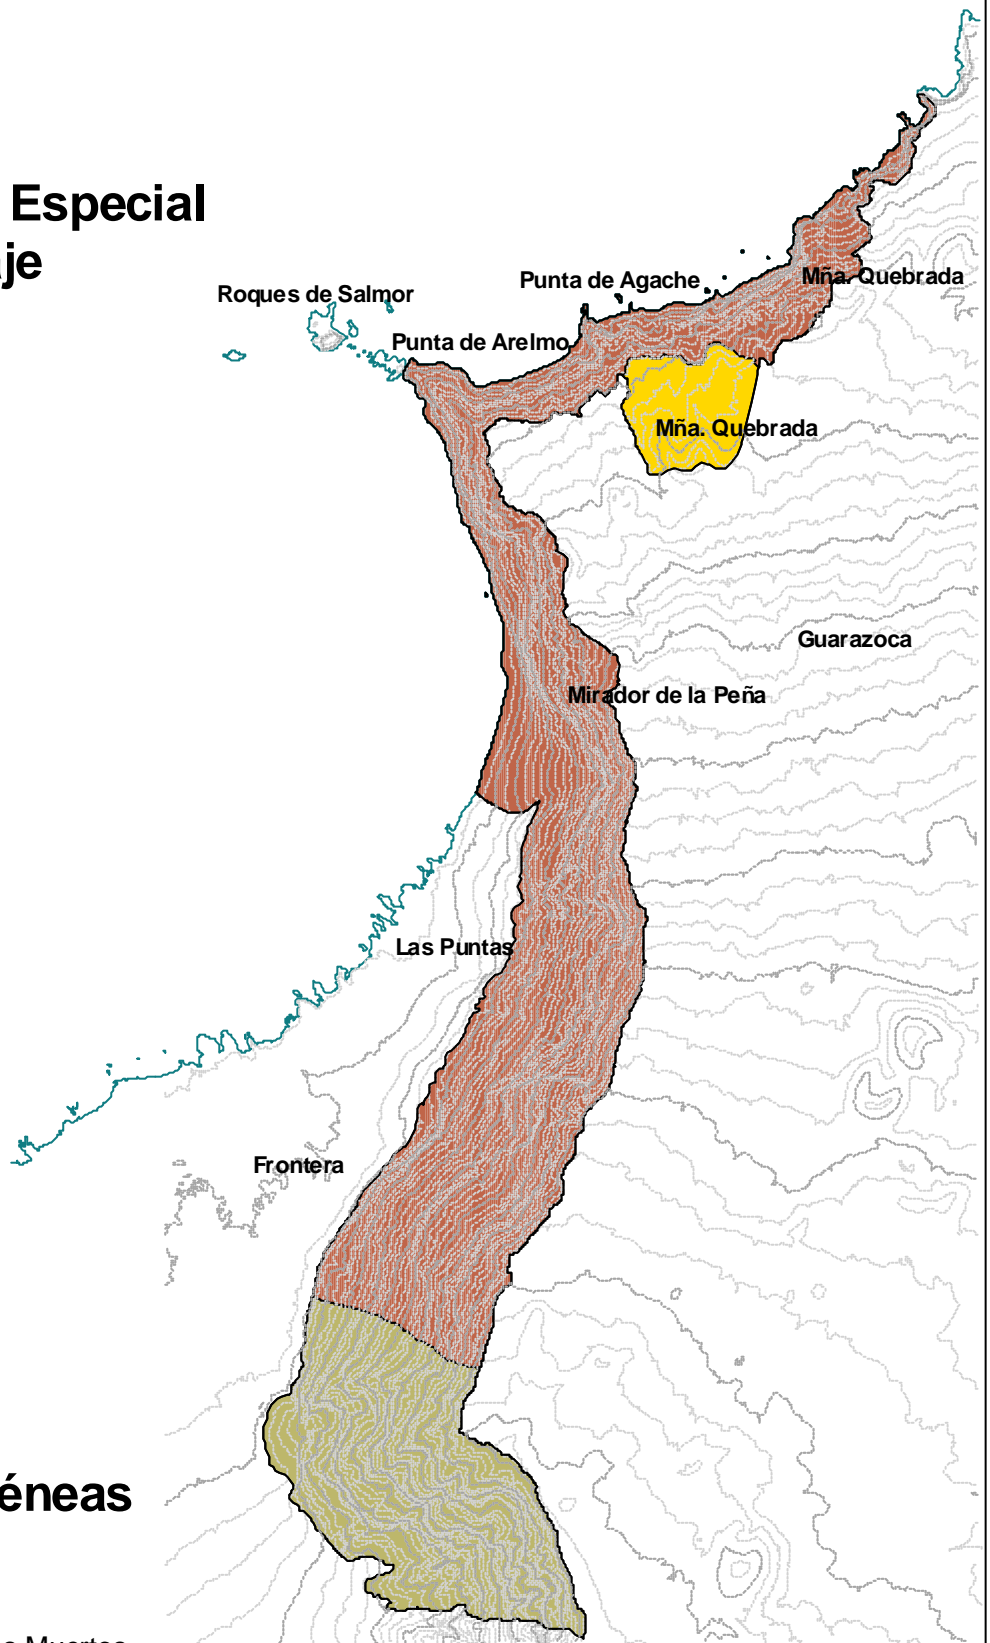 Especial
je
Roques de Salmor
Punta de Agache
Mña. Quebrada
Punta de Arelmo
Mña. Quebrada
Guarazoca
Mirador de la Peña
Las Puntas
Frontera
éneas
Muertos